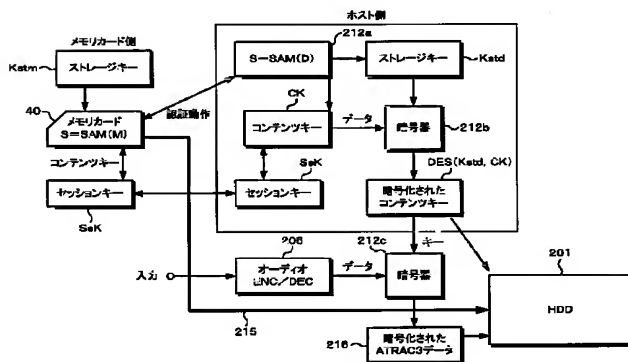 ホスト側
メモリカード側
Kstm
ストレージキー
40
メモリカード
S=SAM(M)
認証動作
コンテンツキー
セッションキー
SeK
212a
S=SAM(D)
ストレージキー
Kstd
CK
コンテンツキー
データ
暗号器
212b
SeK
セッションキー
DES(Kstd, CK)
暗号化された
コンテンツキー
キー
206
212c
入力
オーディオ
ENC/DEC
データ
暗号器
201
HDD
215
216
暗号化された
ATRAC3データ